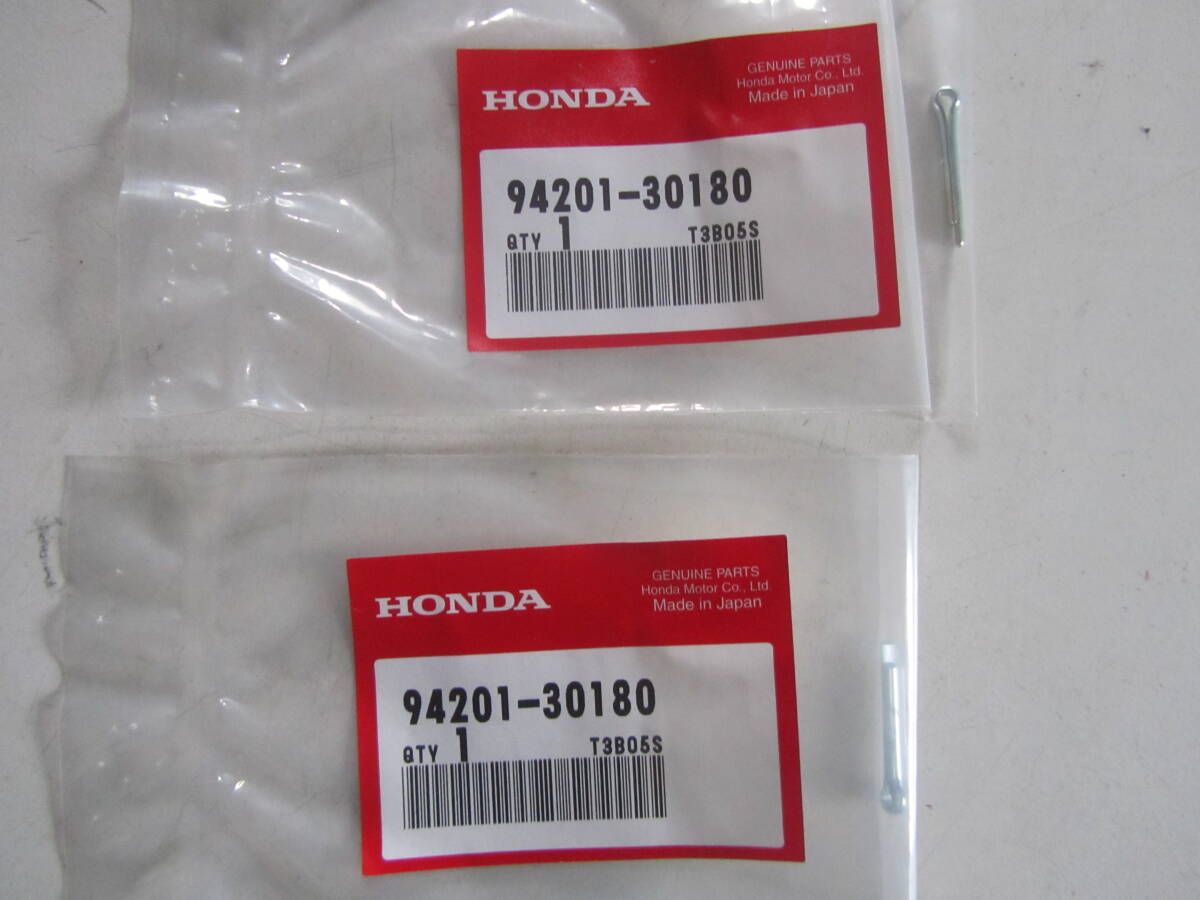 HONDA
GENUINE PARTS
Honda Motor Co., Ltd.
Made in Japan
94201-30180
QTY 1 T3B05S
HONDA
GENUINE PARTS
Honda Motor Co., Ltd.
Made in Japan
94201-30180
QTY 1 T3B05S